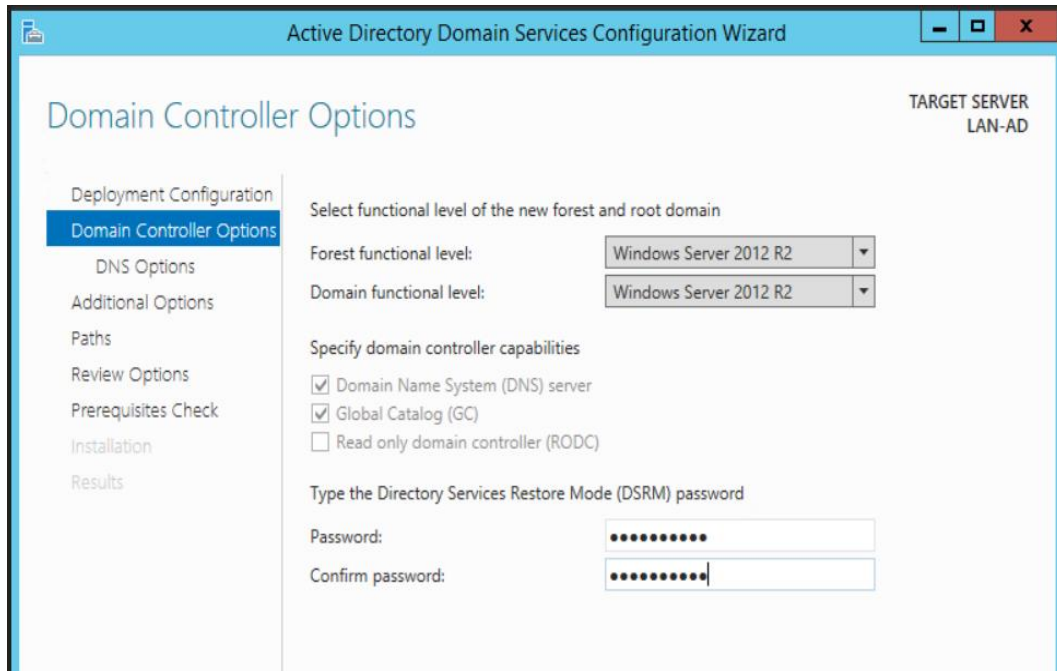 Active Directory Domain Services Configuration Wizard
Domain Controller Options
TARGET SERVER
LAN-AD
Deployment Configuration
Domain Controller Options
DNS Options
Additional Options
Paths
Review Options
Prerequisites Check
Installation
Results
Select functional level of the new forest and root domain
Forest functional level: Windows Server 2012 R2
Domain functional level: Windows Server 2012 R2
Specify domain controller capabilities
Domain Name System (DNS) server
Global Catalog (GC)
Read only domain controller (RODC)
Type the Directory Services Restore Mode (DSRM) password
Password: ●●●●●●●●●●
Confirm password: ●●●●●●●●●●